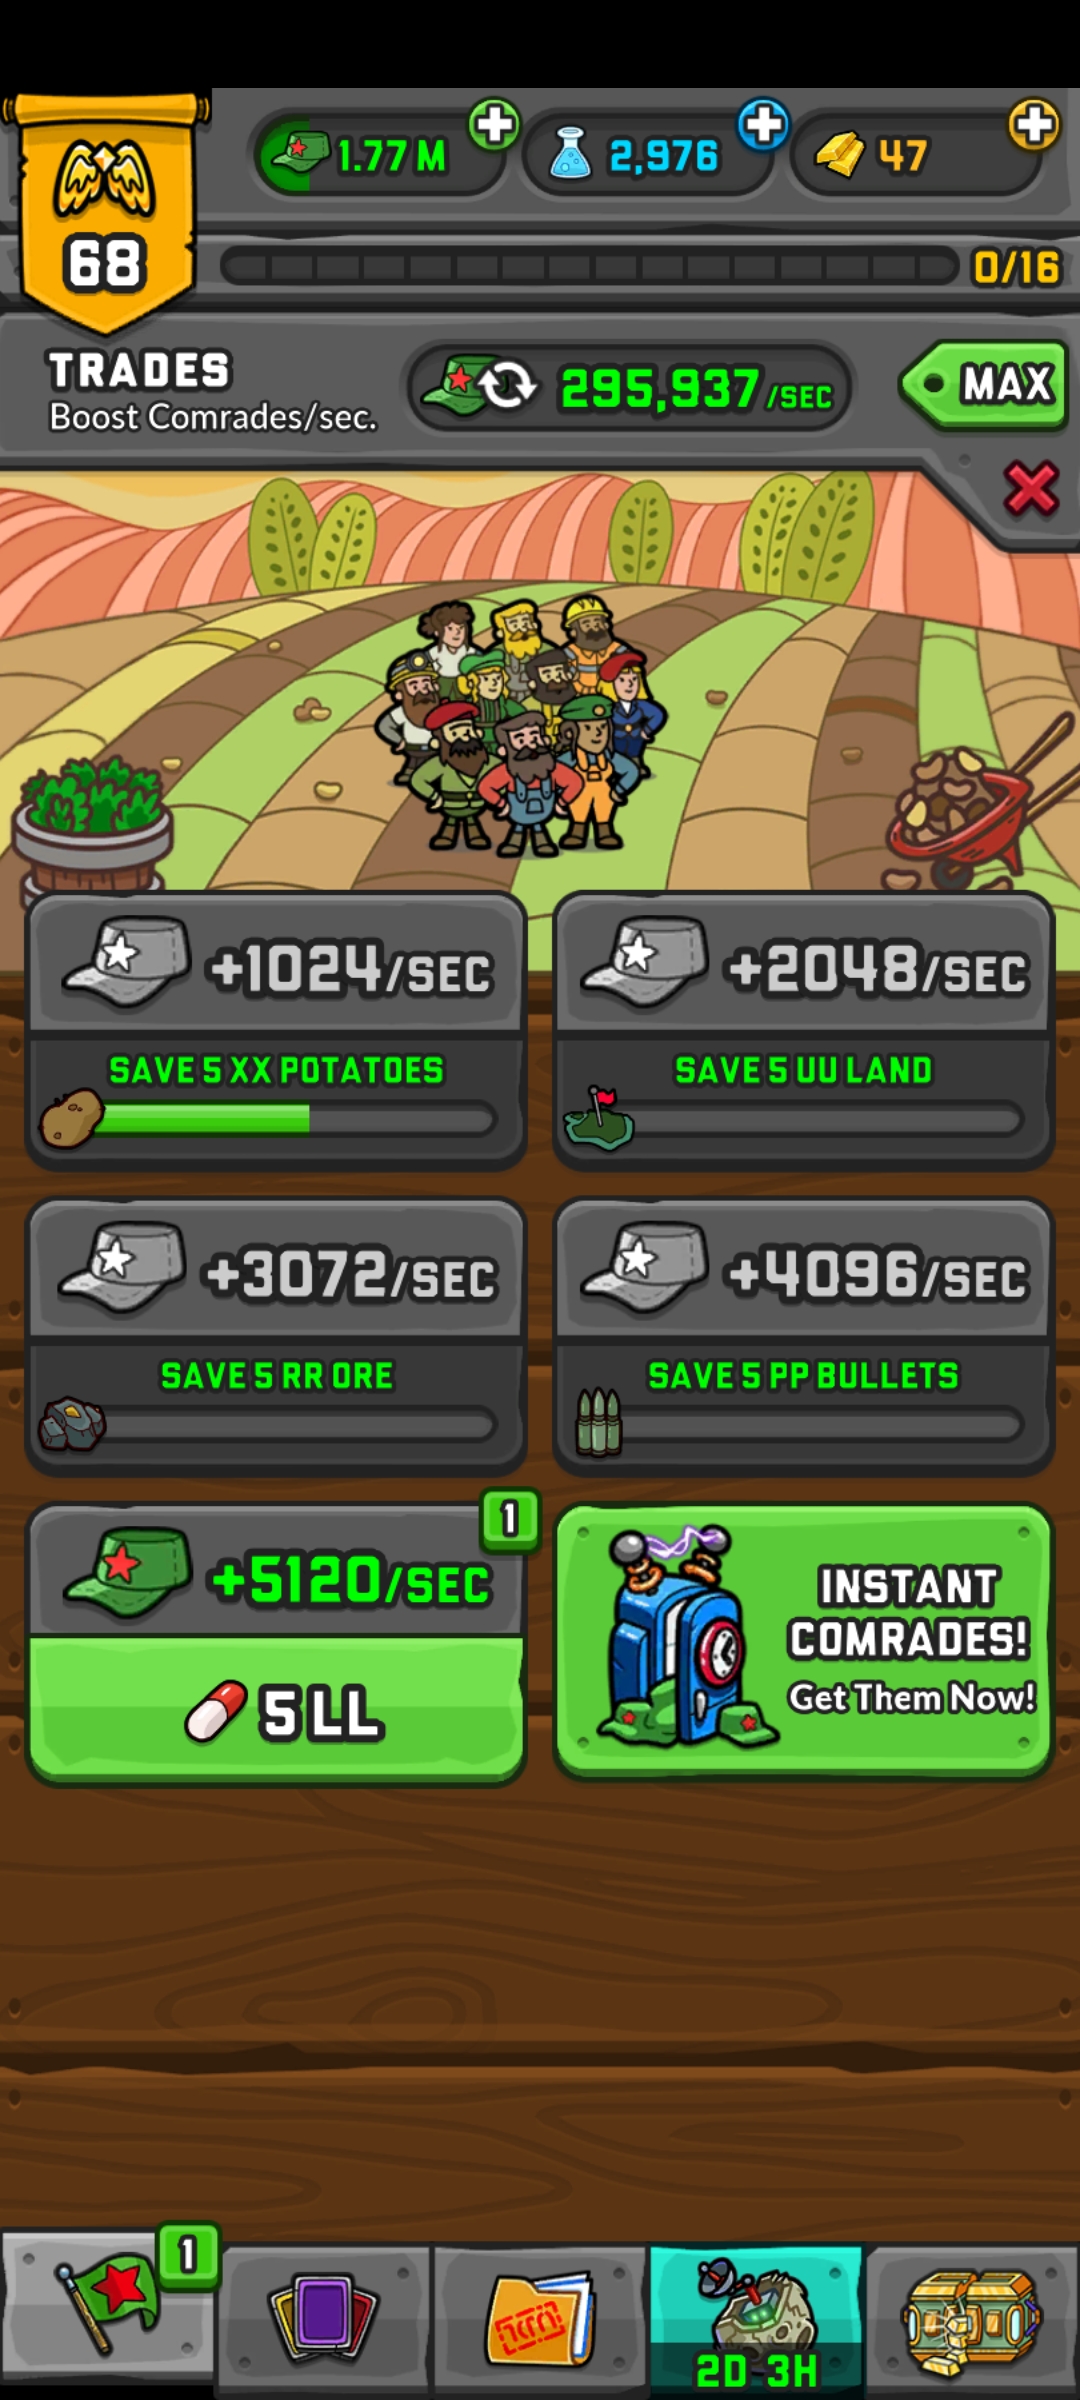 1.77 M
2,976
47
68
0/16
TRADES
Boost Comrades/sec.
295,937/SEC
MAX
+1024/SEC
SAVE 5 XX POTATOES
+2048/SEC
SAVE 5 UU LAND
+3072/SEC
SAVE 5 RR ORE
+4096/SEC
SAVE 5 PP BULLETS
1
+5120/SEC
5 LL
INSTANT
COMRADES!
Get Them Now!
1
2D 3H